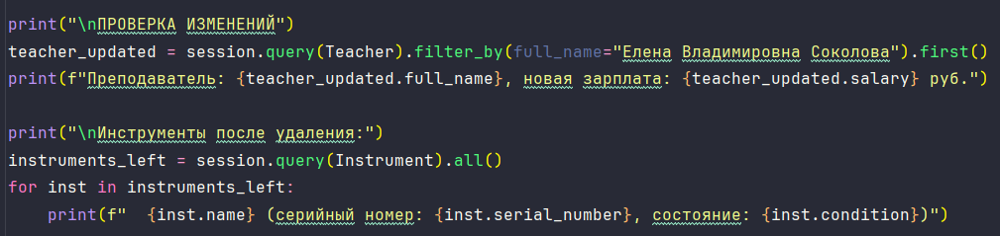 print("\nПРОВЕРКА ИЗМЕНЕНИЙ")
teacher_updated = session.query(Teacher).filter_by(full_name="Елена Владимировна Соколова").first()
print(f"Преподаватель: {teacher_updated.full_name}, новая зарплата: {teacher_updated.salary} руб.")
print("\nИнструменты после удаления:")
instruments_left = session.query(Instrument).all()
for inst in instruments_left:
    print(f"  {inst.name} (серийный номер: {inst.serial_number}, состояние: {inst.condition})")